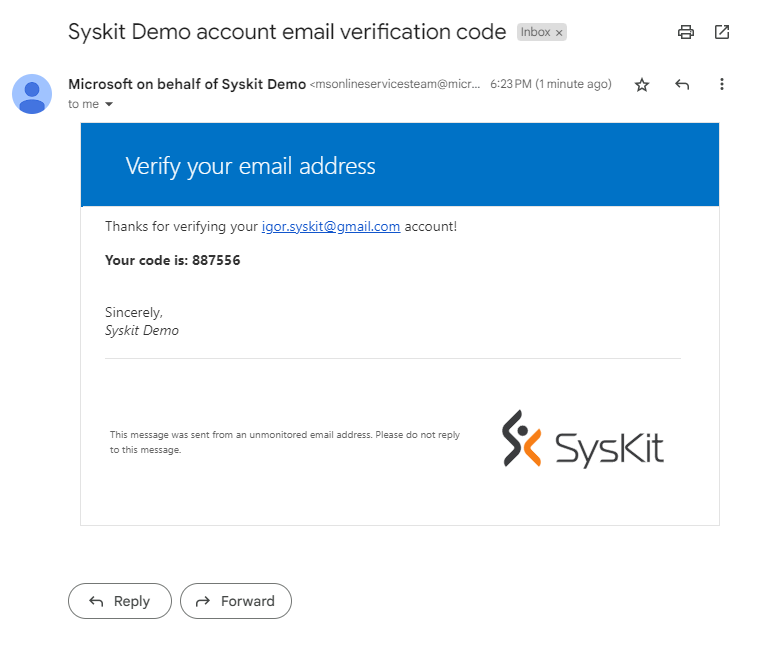 Syskit Demo account email verification code Inbox ×
Microsoft on behalf of Syskit Demo <msonlineservicesteam@micr... 6:23 PM (1 minute ago)
to me
Verify your email address
Thanks for verifying your igor.syskit@gmail.com account!
Your code is: 887556
Sincerely,
Syskit Demo
This message was sent from an unmonitored email address. Please do not reply
to this message.
SysKit
Reply Forward